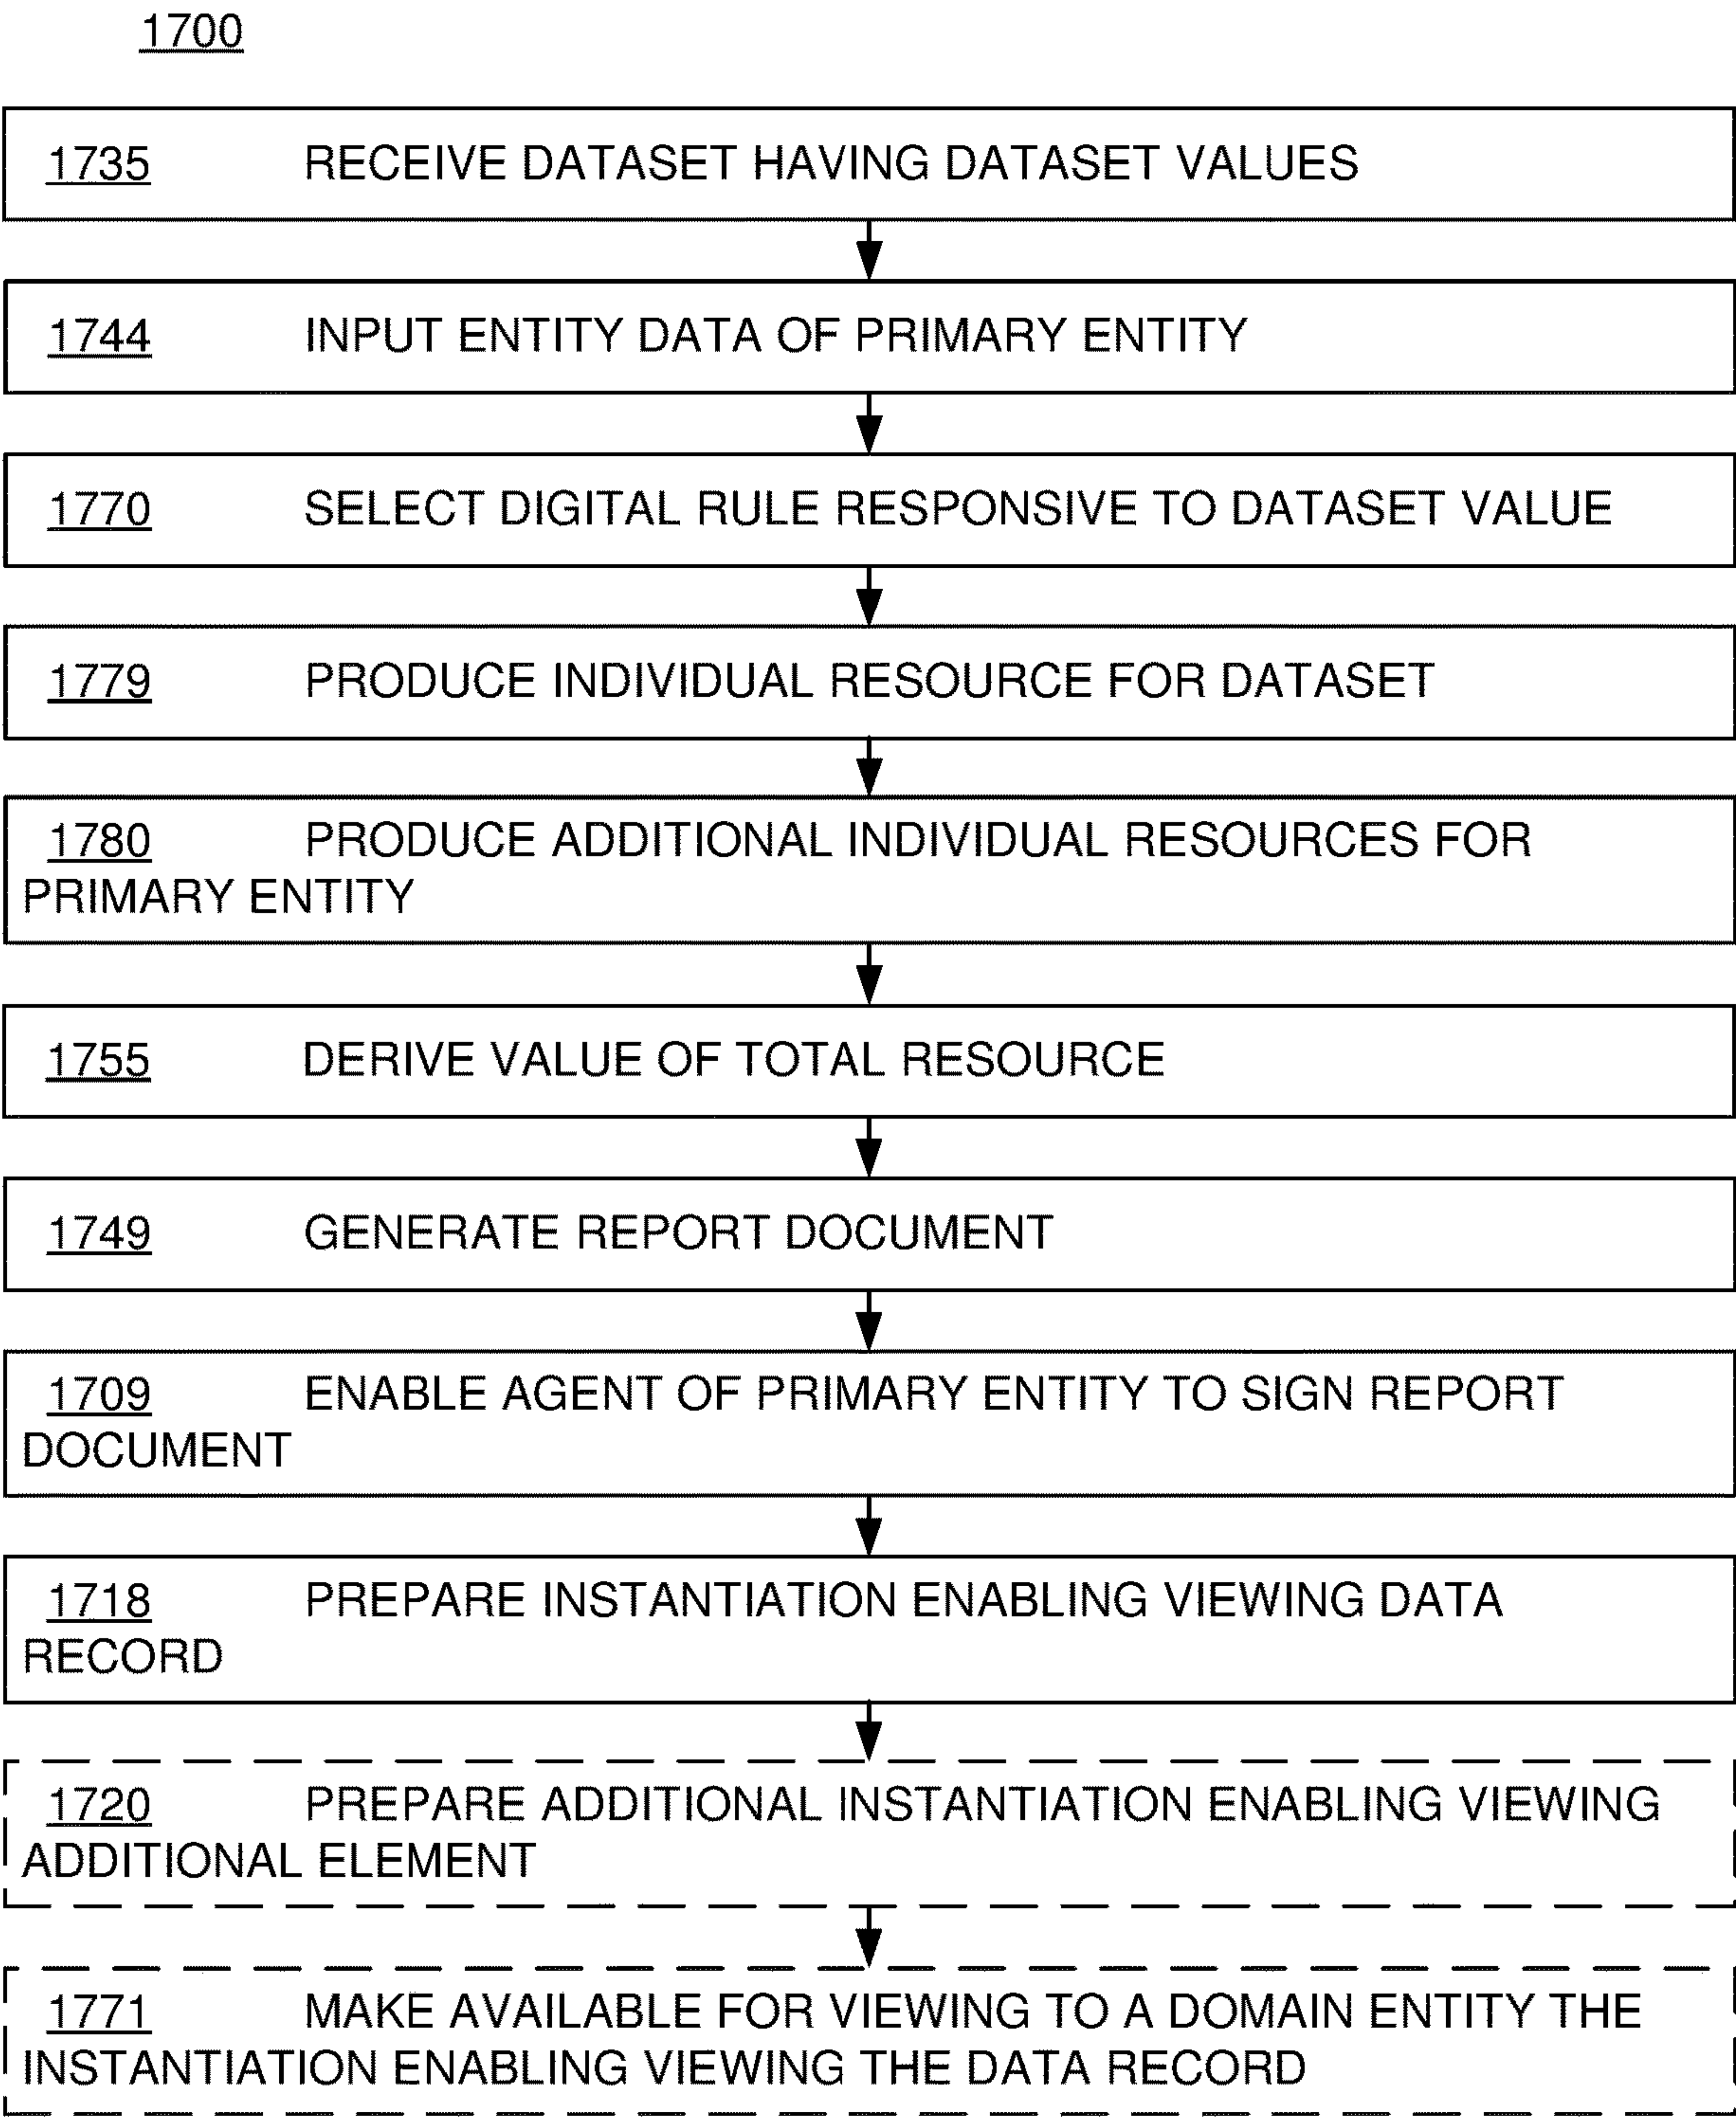 1700
1735 RECEIVE DATASET HAVING DATASET VALUES
1744 INPUT ENTITY DATA OF PRIMARY ENTITY
1770 SELECT DIGITAL RULE RESPONSIVE TO DATASET VALUE
1779 PRODUCE INDIVIDUAL RESOURCE FOR DATASET
1780 PRODUCE ADDITIONAL INDIVIDUAL RESOURCES FOR
PRIMARY ENTITY
1755 DERIVE VALUE OF TOTAL RESOURCE
1749 GENERATE REPORT DOCUMENT
1709 ENABLE AGENT OF PRIMARY ENTITY TO SIGN REPORT
DOCUMENT
1718 PREPARE INSTANTIATION ENABLING VIEWING DATA
RECORD
1720 PREPARE ADDITIONAL INSTANTIATION ENABLING VIEWING
ADDITIONAL ELEMENT
1771 MAKE AVAILABLE FOR VIEWING TO A DOMAIN ENTITY THE
INSTANTIATION ENABLING VIEWING THE DATA RECORD